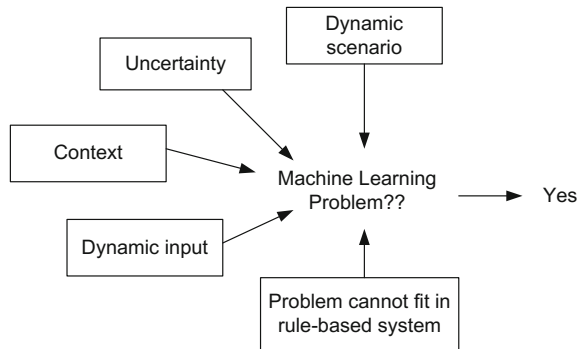 Dynamic
scenario
Uncertainty
Context
Machine Learning
Problem??
Yes
Dynamic input
Problem cannot fit in
rule-based system